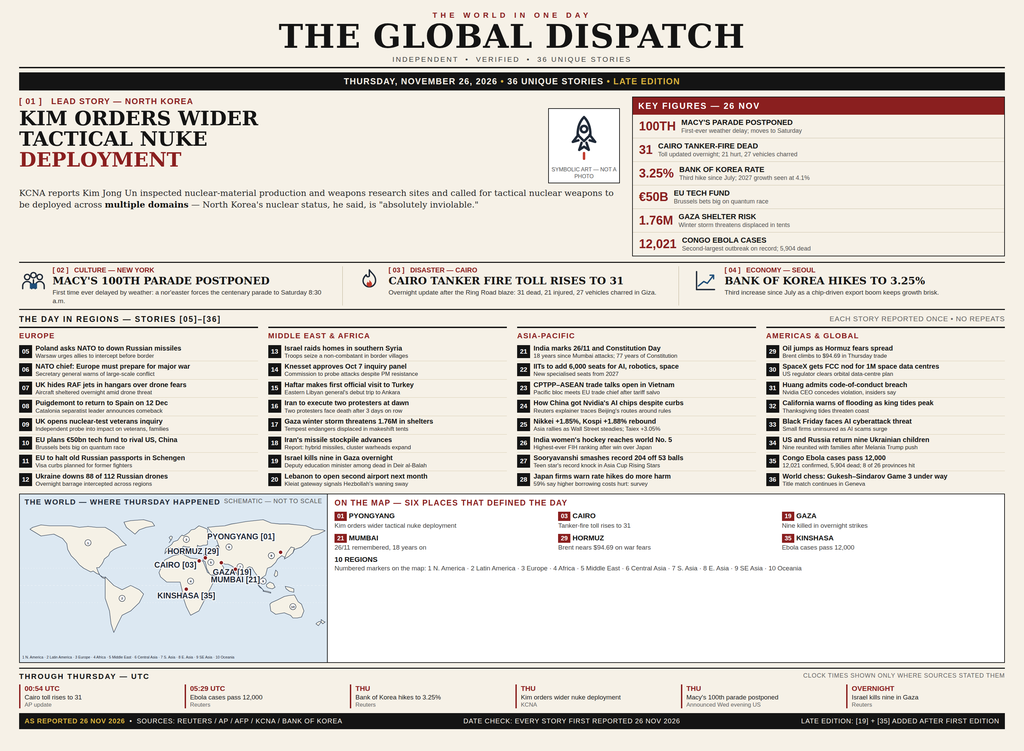 THE WORLD IN ONE DAY
THE GLOBAL DISPATCH
INDEPENDENT • VERIFIED • 36 UNIQUE STORIES
THURSDAY, NOVEMBER 26, 2026 • 36 UNIQUE STORIES • LATE EDITION
[ 01 ] LEAD STORY — NORTH KOREA
KIM ORDERS WIDER
TACTICAL NUKE
DEPLOYMENT
SYMBOLIC ART — NOT A
PHOTO
KCNA reports Kim Jong Un inspected nuclear-material production and weapons research sites and called for tactical nuclear weapons to
be deployed across multiple domains — North Korea's nuclear status, he said, is "absolutely inviolable."
KEY FIGURES — 26 NOV
100TH MACY'S PARADE POSTPONED
First-ever weather delay; moves to Saturday
31 CAIRO TANKER-FIRE DEAD
Toll updated overnight; 21 hurt, 27 vehicles charred
3.25% BANK OF KOREA RATE
Third hike since July; 2027 growth seen at 4.1%
€50B EU TECH FUND
Brussels bets big on quantum race
1.76M GAZA SHELTER RISK
Winter storm threatens displaced in tents
12,021 CONGO EBOLA CASES
Second-largest outbreak on record; 5,904 dead
[ 02 ] CULTURE — NEW YORK
MACY'S 100TH PARADE POSTPONED
First time ever delayed by weather: a nor'easter forces the centenary parade to Saturday 8:30
a.m.
[ 03 ] DISASTER — CAIRO
CAIRO TANKER FIRE TOLL RISES TO 31
Overnight update after the Ring Road blaze: 31 dead, 21 injured, 27 vehicles charred in Giza.
[ 04 ] ECONOMY — SEOUL
BANK OF KOREA HIKES TO 3.25%
Third increase since July as a chip-driven export boom keeps growth brisk.
THE DAY IN REGIONS — STORIES [05]–[36]
EACH STORY REPORTED ONCE • NO REPEATS
EUROPE
05 Poland asks NATO to down Russian missiles
Warsaw urges allies to intercept before border
06 NATO chief: Europe must prepare for major war
Secretary general warns of large-scale conflict
07 UK hides RAF jets in hangars over drone fears
Aircraft sheltered overnight amid drone threat
08 Puigdemont to return to Spain on 12 Dec
Catalonia separatist leader announces comeback
09 UK opens nuclear-test veterans inquiry
Independent probe into impact on veterans, families
10 EU plans €50bn tech fund to rival US, China
Brussels bets big on quantum race
11 EU to halt old Russian passports in Schengen
Visa curbs planned for former fighters
12 Ukraine downs 88 of 112 Russian drones
Overnight barrage intercepted across regions
MIDDLE EAST & AFRICA
13 Israel raids homes in southern Syria
Troops seize a non-combatant in border villages
14 Knesset approves Oct 7 inquiry panel
Commission to probe attacks despite PM resistance
15 Haftar makes first official visit to Turkey
Eastern Libyan general's debut trip to Ankara
16 Iran to execute two protesters at dawn
Two protesters face death after 3 days on row
17 Gaza winter storm threatens 1.76M in shelters
Tempest endangers displaced in makeshift tents
18 Iran's missile stockpile advances
Report: hybrid missiles, cluster warheads expand
19 Israel kills nine in Gaza overnight
Deputy education minister among dead in Deir al-Balah
20 Lebanon to open second airport next month
Kleiat gateway signals Hezbollah's waning sway
ASIA-PACIFIC
21 India marks 26/11 and Constitution Day
18 years since Mumbai attacks; 77 years of Constitution
22 IITs to add 6,000 seats for AI, robotics, space
New specialised seats from 2027
23 CPTPP–ASEAN trade talks open in Vietnam
Pacific bloc meets EU trade chief after tariff salvo
24 How China got Nvidia's AI chips despite curbs
Reuters explainer traces Beijing's routes around rules
25 Nikkei +1.85%, Kospi +1.88% rebound
Asia rallies as Wall Street steadies; Taiex +3.05%
26 India women's hockey reaches world No. 5
Highest-ever FIH ranking after win over Japan
27 Sooryavanshi smashes record 204 off 53 balls
Teen star's record knock in Asia Cup Rising Stars
28 Japan firms warn rate hikes do more harm
59% say higher borrowing costs hurt: survey
AMERICAS & GLOBAL
29 Oil jumps as Hormuz fears spread
Brent climbs to $94.69 in Thursday trade
30 SpaceX gets FCC nod for 1M space data centres
US regulator clears orbital data-centre plan
31 Huang admits code-of-conduct breach
Nvidia CEO concedes violation, insiders say
32 California warns of flooding as king tides peak
Thanksgiving tides threaten coast
33 Black Friday faces AI cyberattack threat
Small firms uninsured as AI scams surge
34 US and Russia return nine Ukrainian children
Nine reunited with families after Melania Trump push
35 Congo Ebola cases pass 12,000
12,021 confirmed, 5,904 dead; 8 of 26 provinces hit
36 World chess: Gukesh–Sindarov Game 3 under way
Title match continues in Geneva
THE WORLD — WHERE THURSDAY HAPPENED SCHEMATIC — NOT TO SCALE
PYONGYANG [01]
HORMUZ [29]
CAIRO [03]
GAZA [19]
MUMBAI [21]
KINSHASA [35]
1 N. America · 2 Latin America · 3 Europe · 4 Africa · 5 Middle East · 6 Central Asia · 7 S. Asia · 8 E. Asia · 9 SE Asia · 10 Oceania
ON THE MAP — SIX PLACES THAT DEFINED THE DAY
01 PYONGYANG
Kim orders wider tactical nuke deployment
03 CAIRO
Tanker-fire toll rises to 31
19 GAZA
Nine killed in overnight strikes
21 MUMBAI
26/11 remembered, 18 years on
29 HORMUZ
Brent nears $94.69 on war fears
35 KINSHASA
Ebola cases pass 12,000
10 REGIONS
Numbered markers on the map: 1 N. America · 2 Latin America · 3 Europe · 4 Africa · 5 Middle East · 6 Central Asia · 7 S. Asia · 8 E. Asia · 9 SE Asia · 10 Oceania
THROUGH THURSDAY — UTC
CLOCK TIMES SHOWN ONLY WHERE SOURCES STATED THEM
00:54 UTC
Cairo toll rises to 31
AP update
05:29 UTC
Ebola cases pass 12,000
Reuters
THU
Bank of Korea hikes to 3.25%
Reuters
THU
Kim orders wider nuke deployment
KCNA
THU
Macy's 100th parade postponed
Announced Wed evening US
OVERNIGHT
Israel kills nine in Gaza
Reuters
AS REPORTED 26 NOV 2026 • SOURCES: REUTERS / AP / AFP / KCNA / BANK OF KOREA
DATE CHECK: EVERY STORY FIRST REPORTED 26 NOV 2026
LATE EDITION: [19] + [35] ADDED AFTER FIRST EDITION